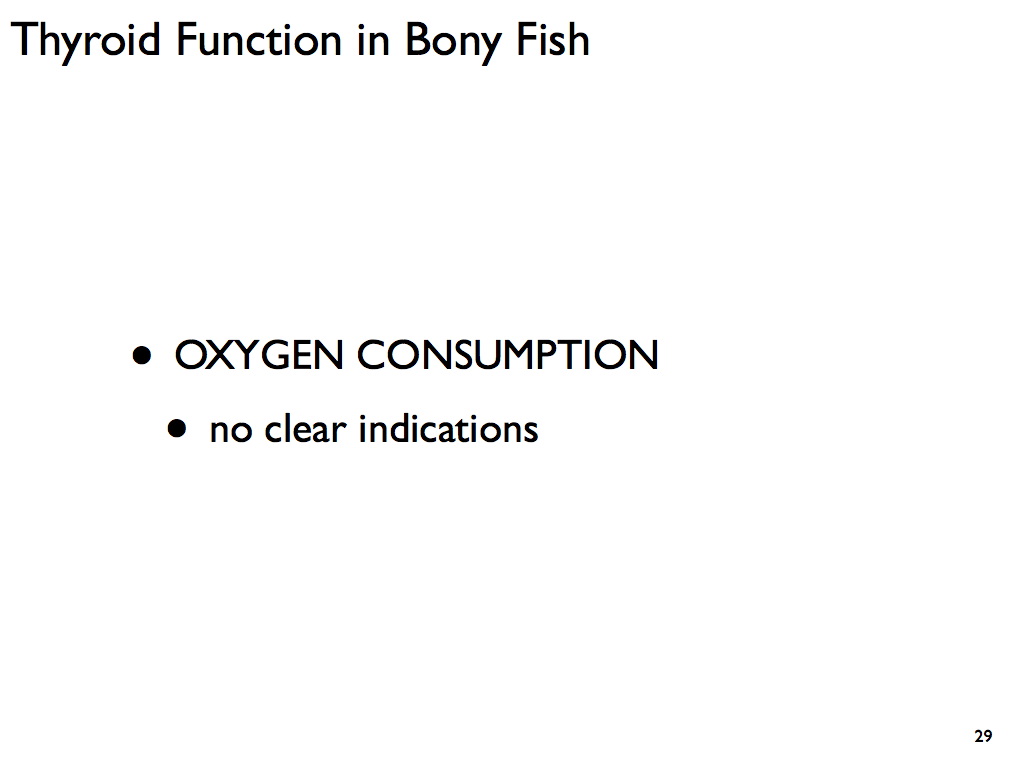 Thyroid Function in Bony Fish
• OXYGEN CONSUMPTION
• no clear indications
29